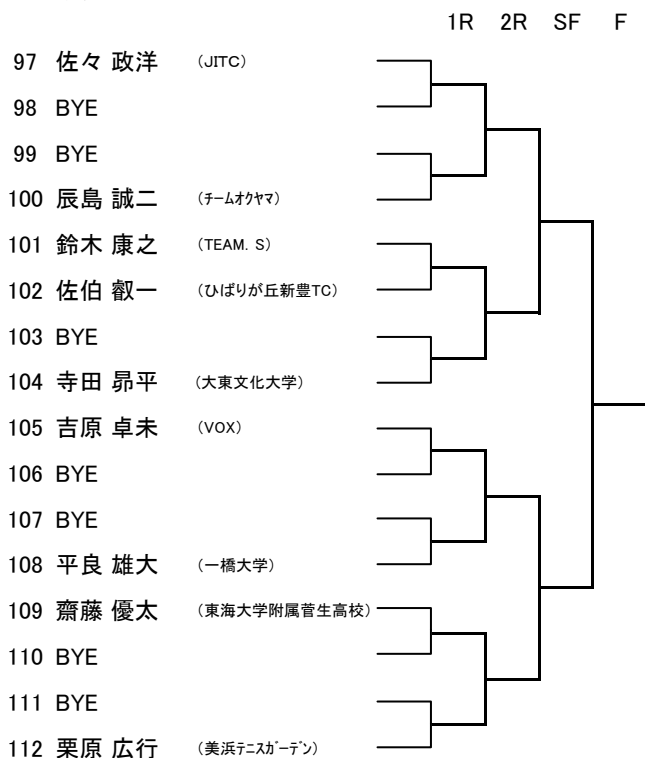 1R 2R SF F
97 佐々 政洋 (JITC)
98 BYE
99 BYE
100 辰島 誠二 (ﾁｰﾑｵｸﾔﾏ)
101 鈴木 康之 (TEAM. S)
102 佐伯 叡一 (ひばりが丘新豊TC)
103 BYE
104 寺田 昴平 (大東文化大学)
105 吉原 卓未 (VOX)
106 BYE
107 BYE
108 平良 雄大 (一橋大学)
109 齋藤 優太 (東海大学附属菅生高校)
110 BYE
111 BYE
112 栗原 広行 (美浜ﾃﾆｽｶﾞｰﾃﾞﾝ)